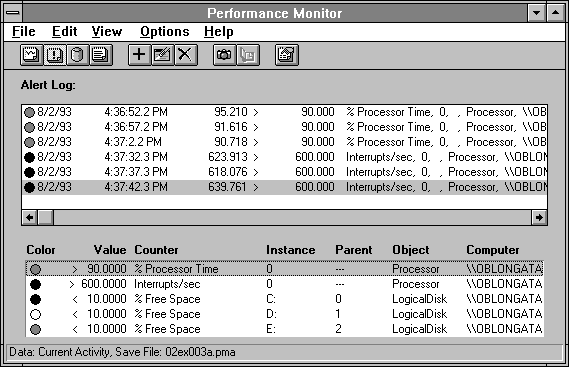 Performance Monitor
File Edit View Options Help
Alert Log:
8/2/93 4:36:52.2 PM 95.210 > 90.000 % Processor Time, 0, , Processor, \\OBL
8/2/93 4:36:57.2 PM 91.616 > 90.000 % Processor Time, 0, , Processor, \\OBL
8/2/93 4:37:2.2 PM 90.718 > 90.000 % Processor Time, 0, , Processor, \\OBL
8/2/93 4:37:32.3 PM 623.913 > 600.000 Interrupts/sec, 0, , Processor, \\OBLON
8/2/93 4:37:37.3 PM 618.076 > 600.000 Interrupts/sec, 0, , Processor, \\OBLON
8/2/93 4:37:42.3 PM 639.761 > 600.000 Interrupts/sec, 0, , Processor, \\OBLON
Color Value Counter Instance Parent Object Computer
> 90.0000 % Processor Time 0 --- Processor \\OBLONGATA
> 600.0000 Interrupts/sec 0 --- Processor \\OBLONGATA
< 10.0000 % Free Space C: 0 LogicalDisk \\OBLONGATA
< 10.0000 % Free Space D: 1 LogicalDisk \\OBLONGATA
< 10.0000 % Free Space E: 2 LogicalDisk \\OBLONGATA
Data: Current Activity, Save File: 02ex003a.pma